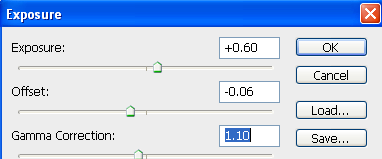 Exposure
Exposure: +0.60 OK
Cancel
Offset: -0.06
Load...
Gamma Correction: 1.10 Save...